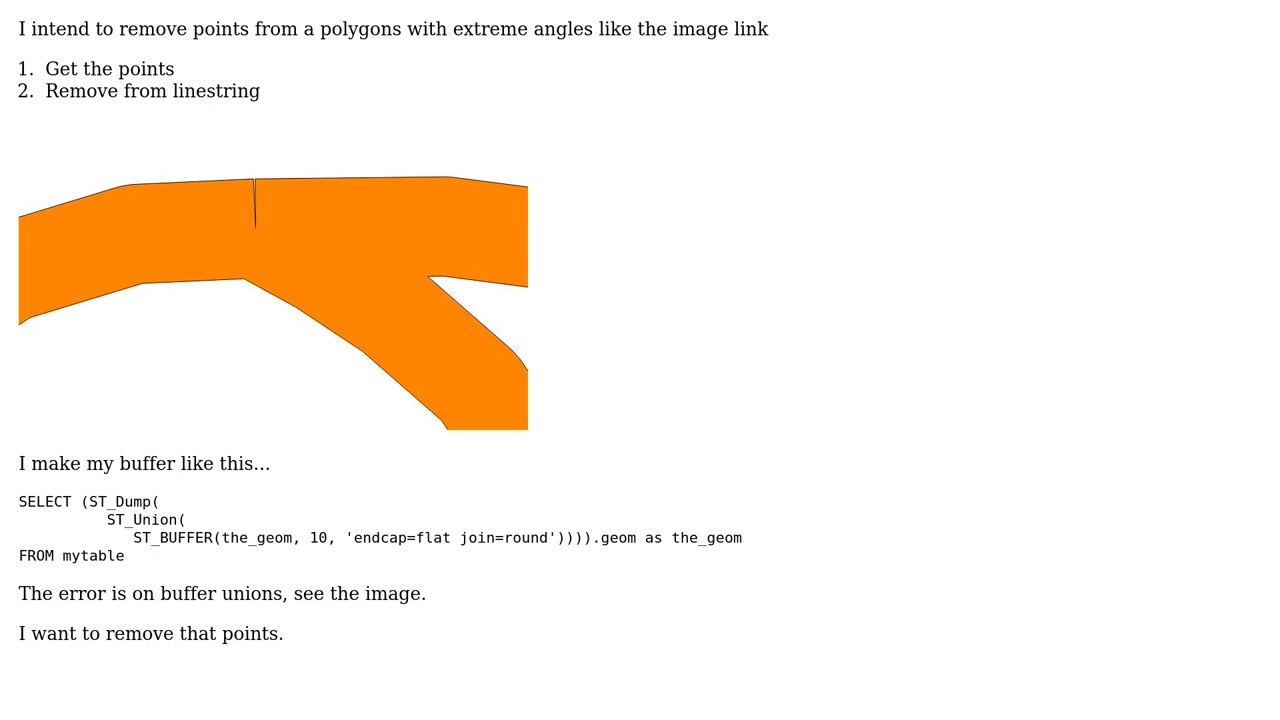 I intend to remove points from a polygons with extreme angles like the image link
1. Get the points
2. Remove from linestring
I make my buffer like this...
SELECT (ST_Dump(
ST_Union(
ST_BUFFER(the_geom, 10, 'endcap=flat join=round')))).geom as the_geom
FROM mytable
The error is on buffer unions, see the image.
I want to remove that points.